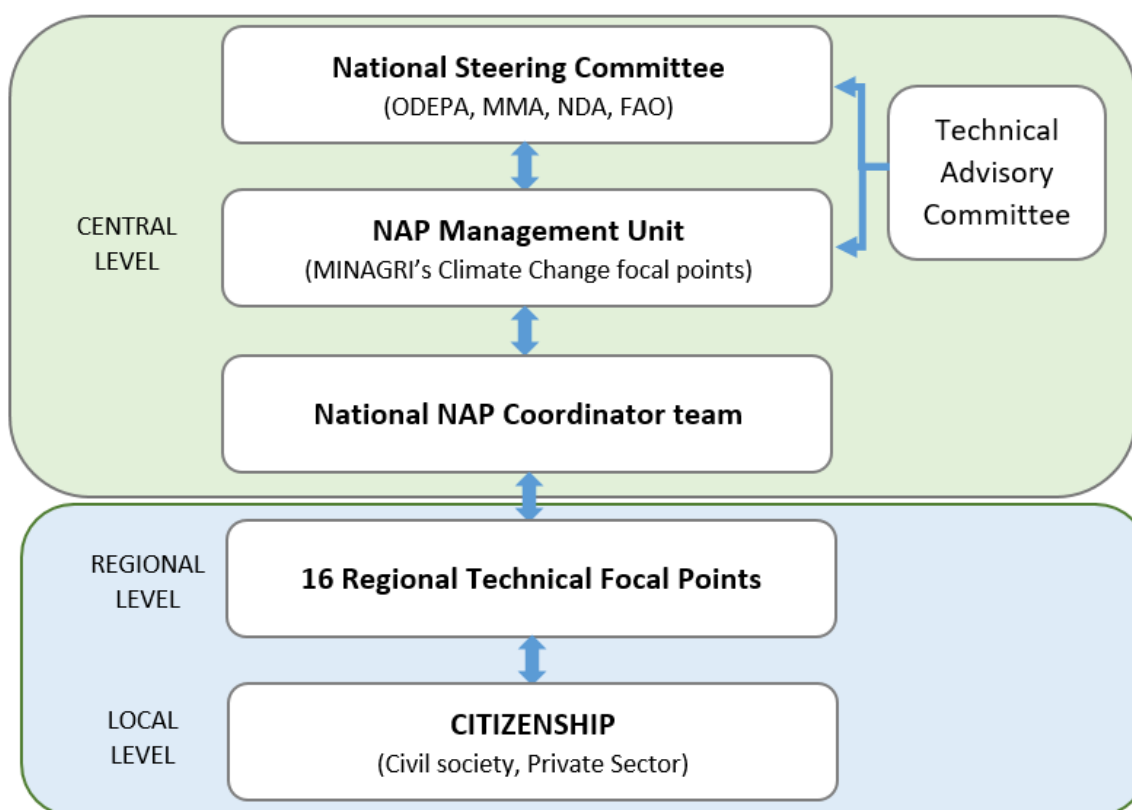 National Steering Committee
(ODEPA, MMA, NDA, FAO)
Technical
Advisory
Committee
CENTRAL
LEVEL
NAP Management Unit
(MINAGRI's Climate Change focal points)
National NAP Coordinator team
REGIONAL
LEVEL
16 Regional Technical Focal Points
LOCAL
LEVEL
CITIZENSHIP
(Civil society, Private Sector)